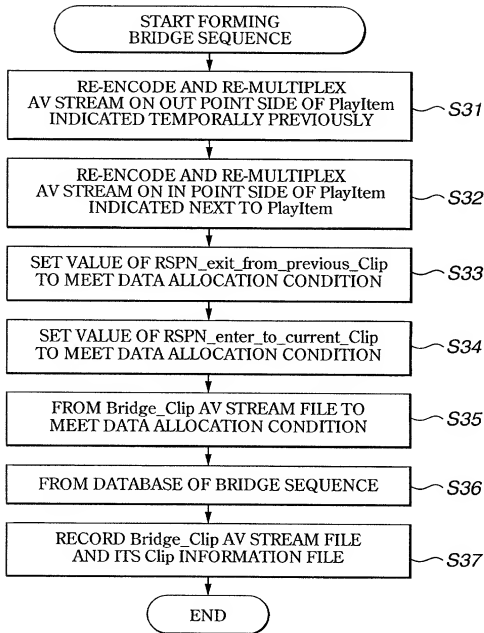 START FORMING
BRIDGE SEQUENCE
RE-ENCODE AND RE-MULTIPLEX
AV STREAM ON OUT POINT SIDE OF PlayItem
INDICATED TEMPORALLY PREVIOUSLY
S31
RE-ENCODE AND RE-MULTIPLEX
AV STREAM ON IN POINT SIDE OF PlayItem
INDICATED NEXT TO PlayItem
S32
SET VALUE OF RSPN_exit_from_previous_Clip
TO MEET DATA ALLOCATION CONDITION
S33
SET VALUE OF RSPN_enter_to_current_Clip
TO MEET DATA ALLOCATION CONDITION
S34
FROM Bridge_Clip AV STREAM FILE TO
MEET DATA ALLOCATION CONDITION
S35
FROM DATABASE OF BRIDGE SEQUENCE
S36
RECORD Bridge_Clip AV STREAM FILE
AND ITS Clip INFORMATION FILE
S37
END